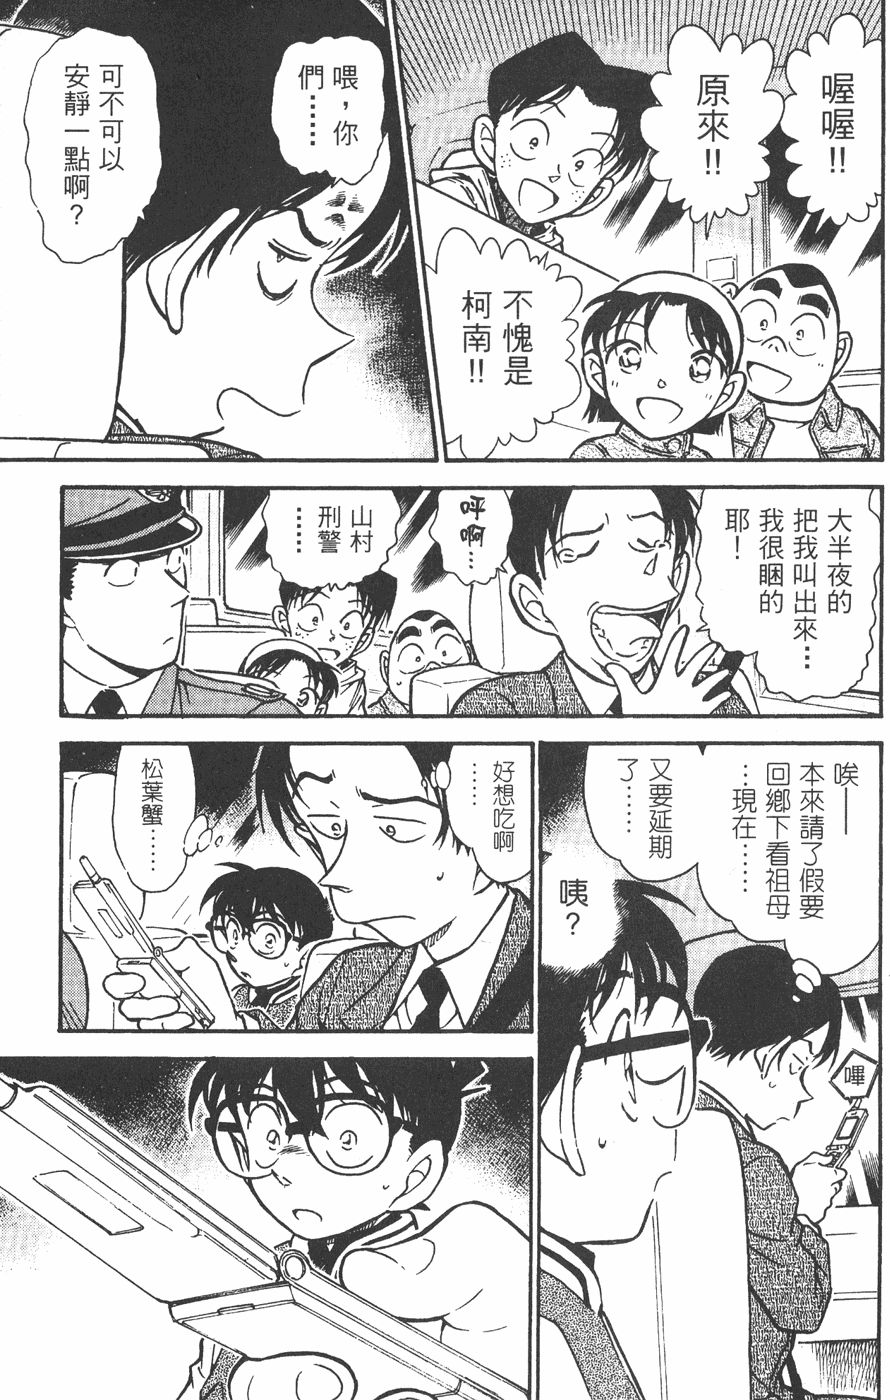 喔喔!!
原來!!
不愧是
柯南!!
喂，你
們……
可不可以
安靜一點啊？
大半夜的
把我叫出來…
我很睏的
耶！
呼啊…
山村
刑警
……
唉——
本來請了假要
回鄉下看祖母
…現在……
又要延期
了……
嗶
咦？
好想吃啊
……
松葉蟹……